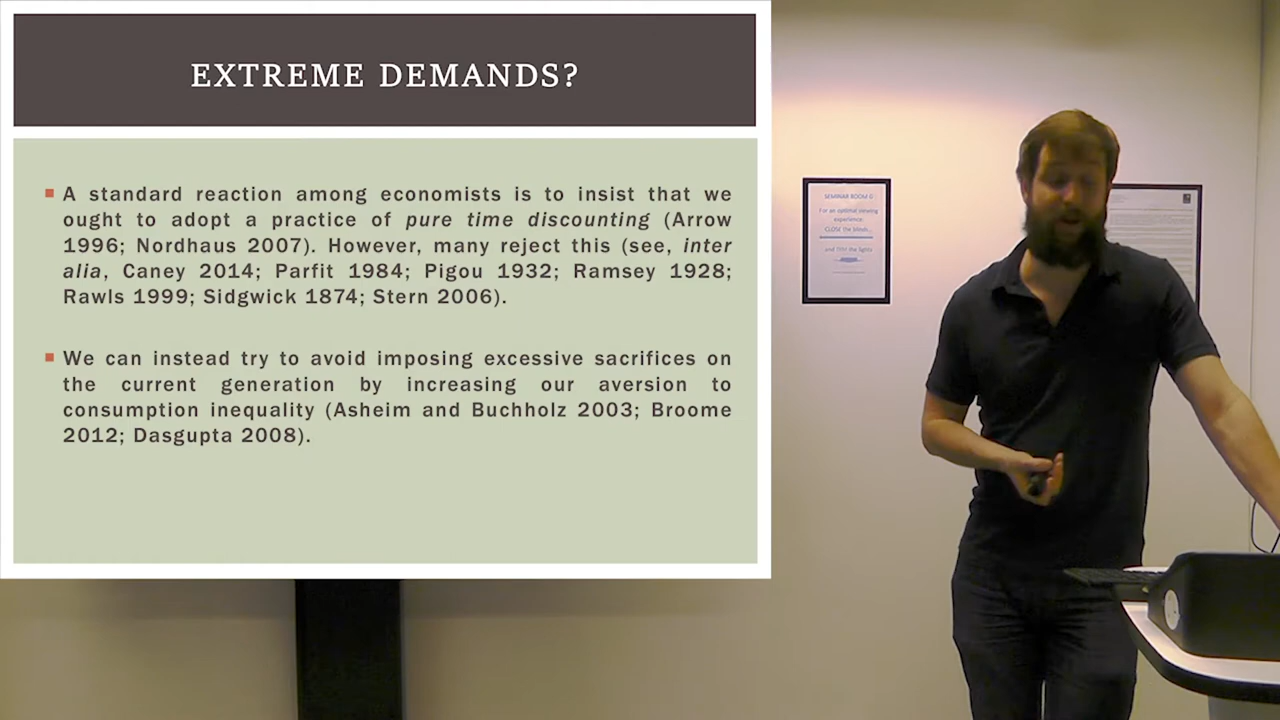 EXTREME DEMANDS?
A standard reaction among economists is to insist that we
ought to adopt a practice of pure time discounting (Arrow
1996; Nordhaus 2007). However, many reject this (see, inter
alia, Caney 2014; Parfit 1984; Pigou 1932; Ramsey 1928;
Rawls 1999; Sidgwick 1874; Stern 2006).
We can instead try to avoid imposing excessive sacrifices on
the current generation by increasing our aversion to
consumption inequality (Asheim and Buchholz 2003; Broome
2012; Dasgupta 2008).
SEMINAR ROOM
For an optimal viewing
experience:
CLOSE the blinds...
and DIM the lights